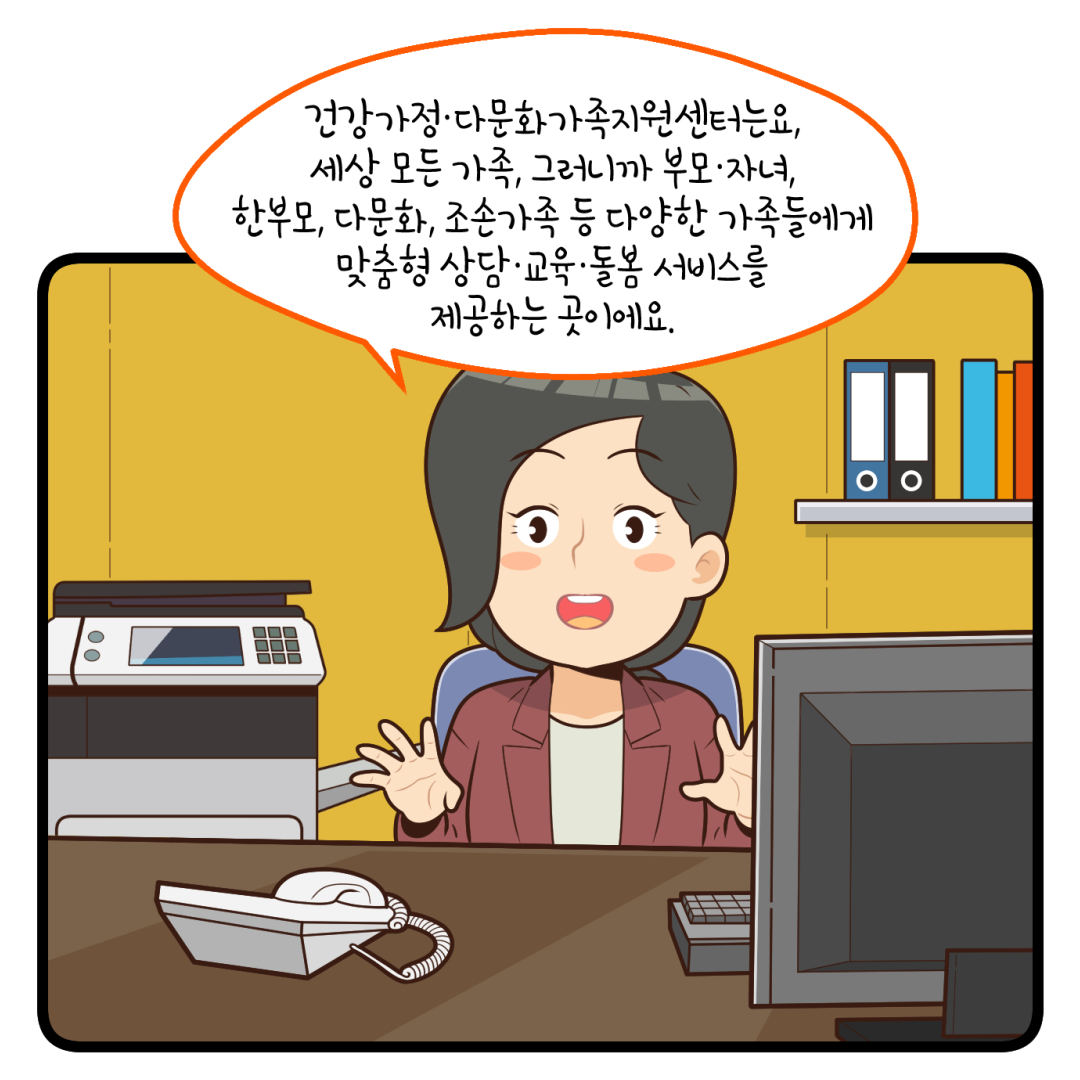 건강가정·다문화가족지원센터는요,
세상 모든 가족, 그러니까 부모·자녀,
한부모, 다문화, 조손가족 등 다양한 가족들에게
맞춤형 상담·교육·돌봄 서비스를
제공하는 곳이에요.